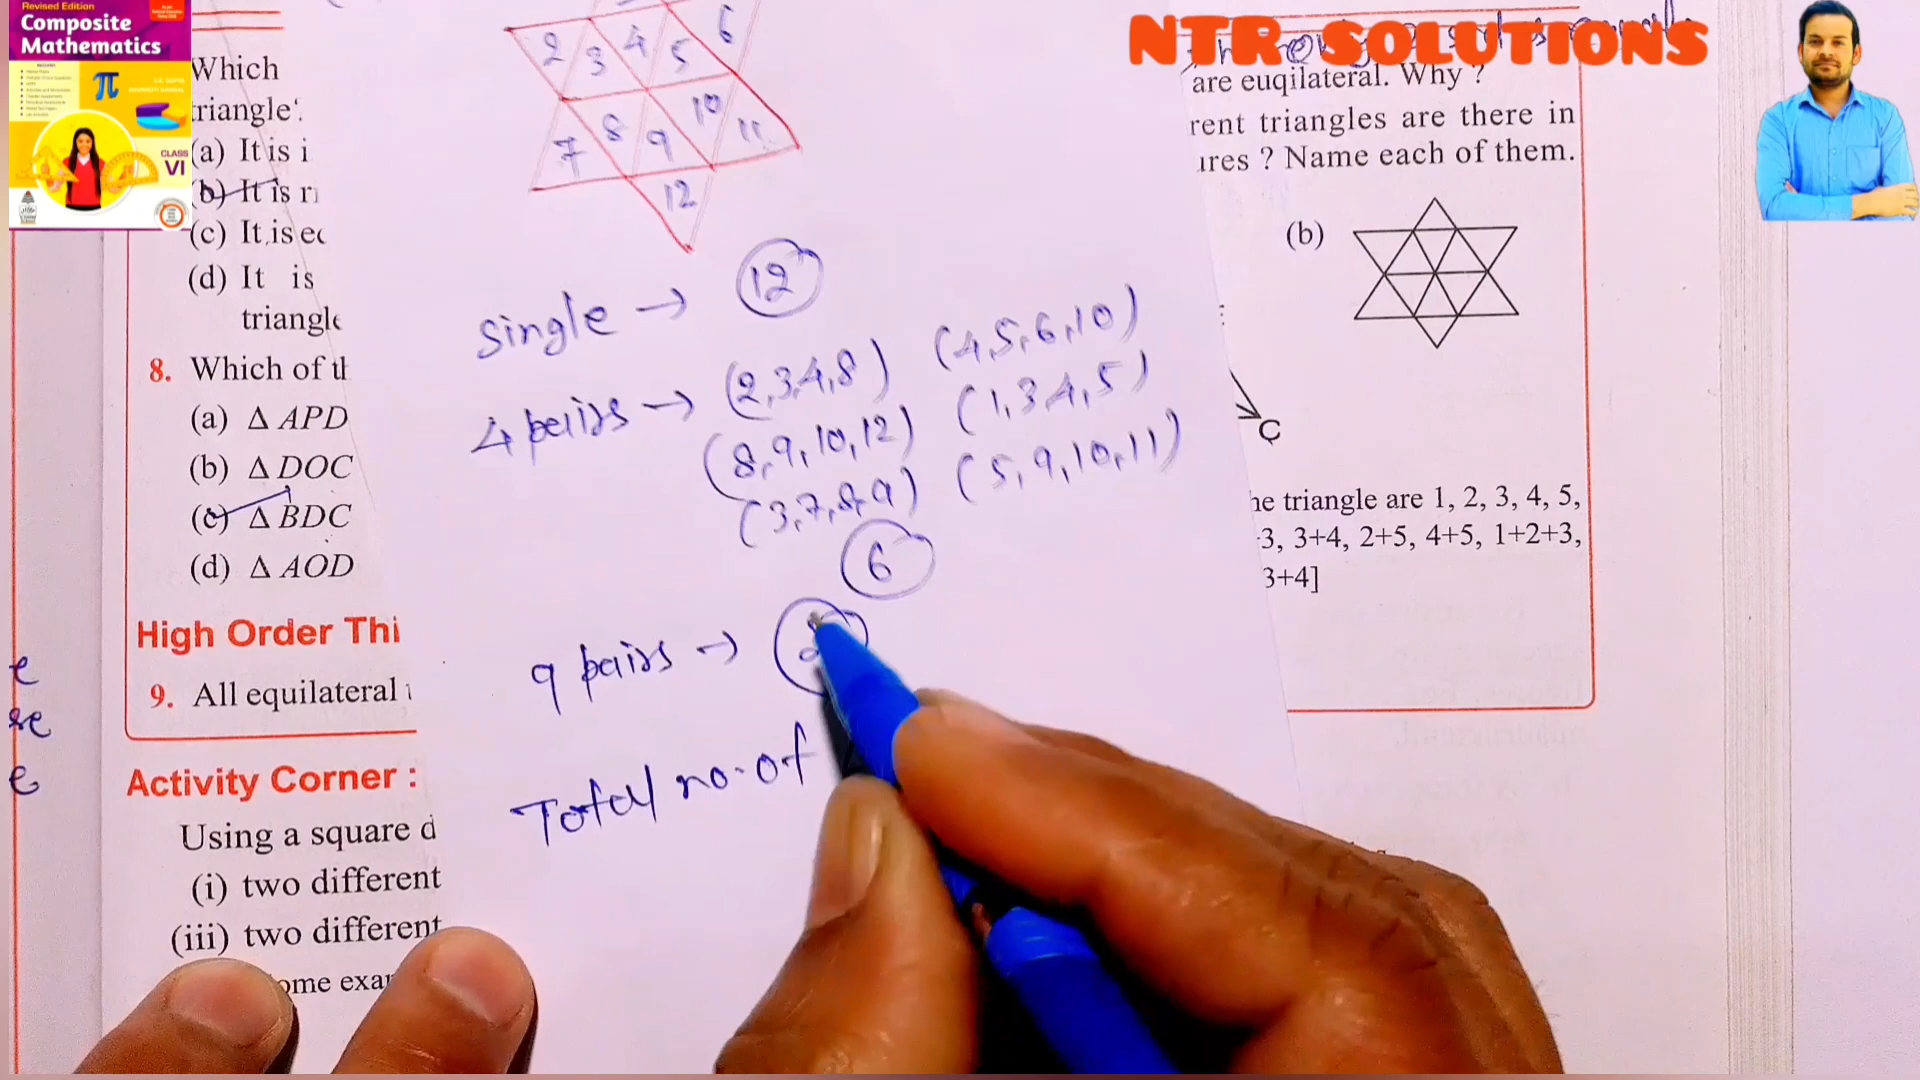 Revised Edition
Composite
Mathematics
π
CLASS
VI
NTR SOLUTIONS
Which
triangle
(a) It is i
(b) It is ri
(c) It is eq
(d) It is
triangle
8. Which of th
(a) Δ APD
(b) Δ DOC
(c) Δ BDC
(d) Δ AOD
High Order Thi
9. All equilateral
Activity Corner :
Using a square d
(i) two different
(iii) two different
ome exa
2 3 4 5 6
7 8 9 10 11
12
Single → 12
4 pairs → (2,3,4,8) (4,5,6,10)
(8,9,10,12) (1,3,4,5)
(3,7,8,9) (5,9,10,11)
6
9 pairs →
Total no. of
are euqilateral. Why ?
rent triangles are there in
ures ? Name each of them.
(b)
C
he triangle are 1, 2, 3, 4, 5,
3, 3+4, 2+5, 4+5, 1+2+3,
3+4]